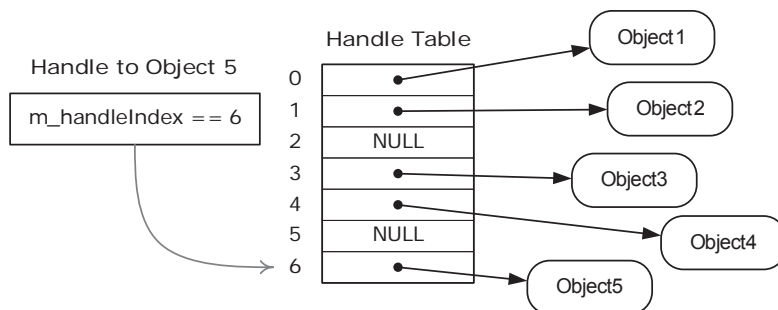 Handle to Object 5
m_handleIndex == 6
Handle Table
0
1
2 NULL
3
4
5 NULL
6
Object1
Object2
Object3
Object4
Object5